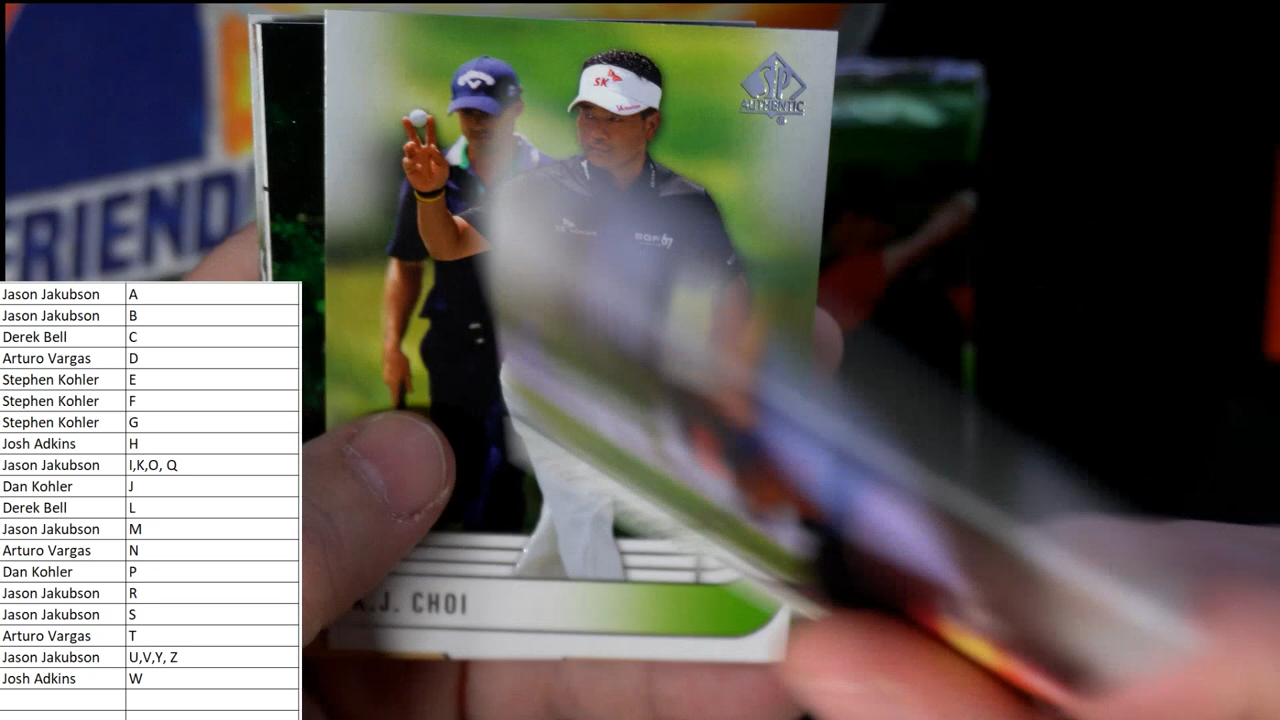 FRIEND
SK
SP
AUTHENTIC
K.J. CHOI
Jason Jakubson A
Jason Jakubson B
Derek Bell C
Arturo Vargas D
Stephen Kohler E
Stephen Kohler F
Stephen Kohler G
Josh Adkins H
Jason Jakubson I,K,O, Q
Dan Kohler J
Derek Bell L
Jason Jakubson M
Arturo Vargas N
Dan Kohler P
Jason Jakubson R
Jason Jakubson S
Arturo Vargas T
Jason Jakubson U,V,Y, Z
Josh Adkins W